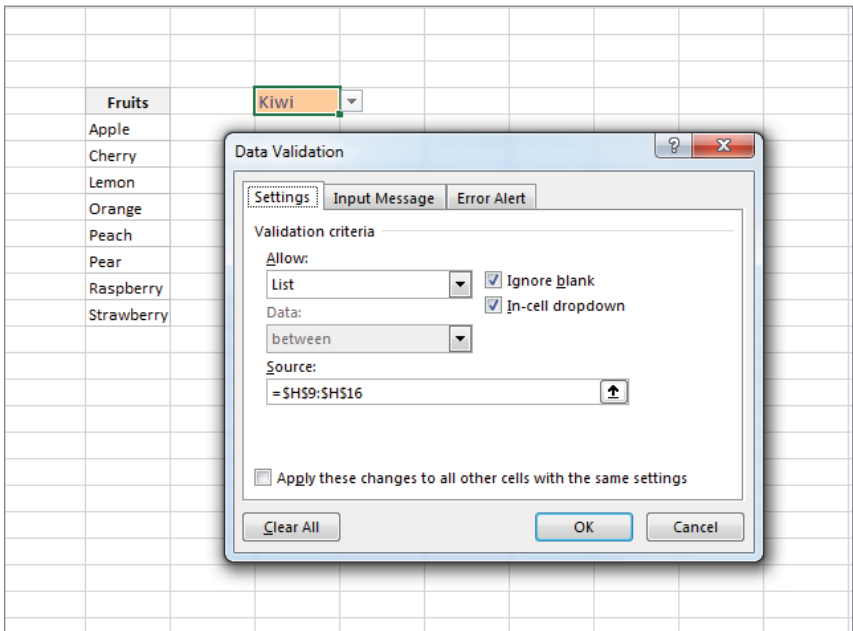 Fruits
Kiwi
Apple
Cherry
Lemon
Orange
Peach
Pear
Raspberry
Strawberry
Data Validation
?
X
Settings
Input Message
Error Alert
Validation criteria
Allow:
List
Ignore blank
Data:
In-cell dropdown
between
Source:
=$H$9:$H$16
Apply these changes to all other cells with the same settings
Clear All
OK
Cancel